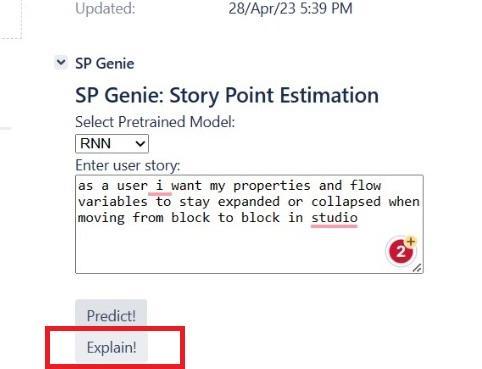 Updated: 28/Apr/23 5:39 PM
SP Genie
SP Genie: Story Point Estimation
Select Pretrained Model:
RNN
Enter user story:
as a user i want my properties and flow
variables to stay expanded or collapsed when
moving from block to block in studio
2
Predict!
Explain!